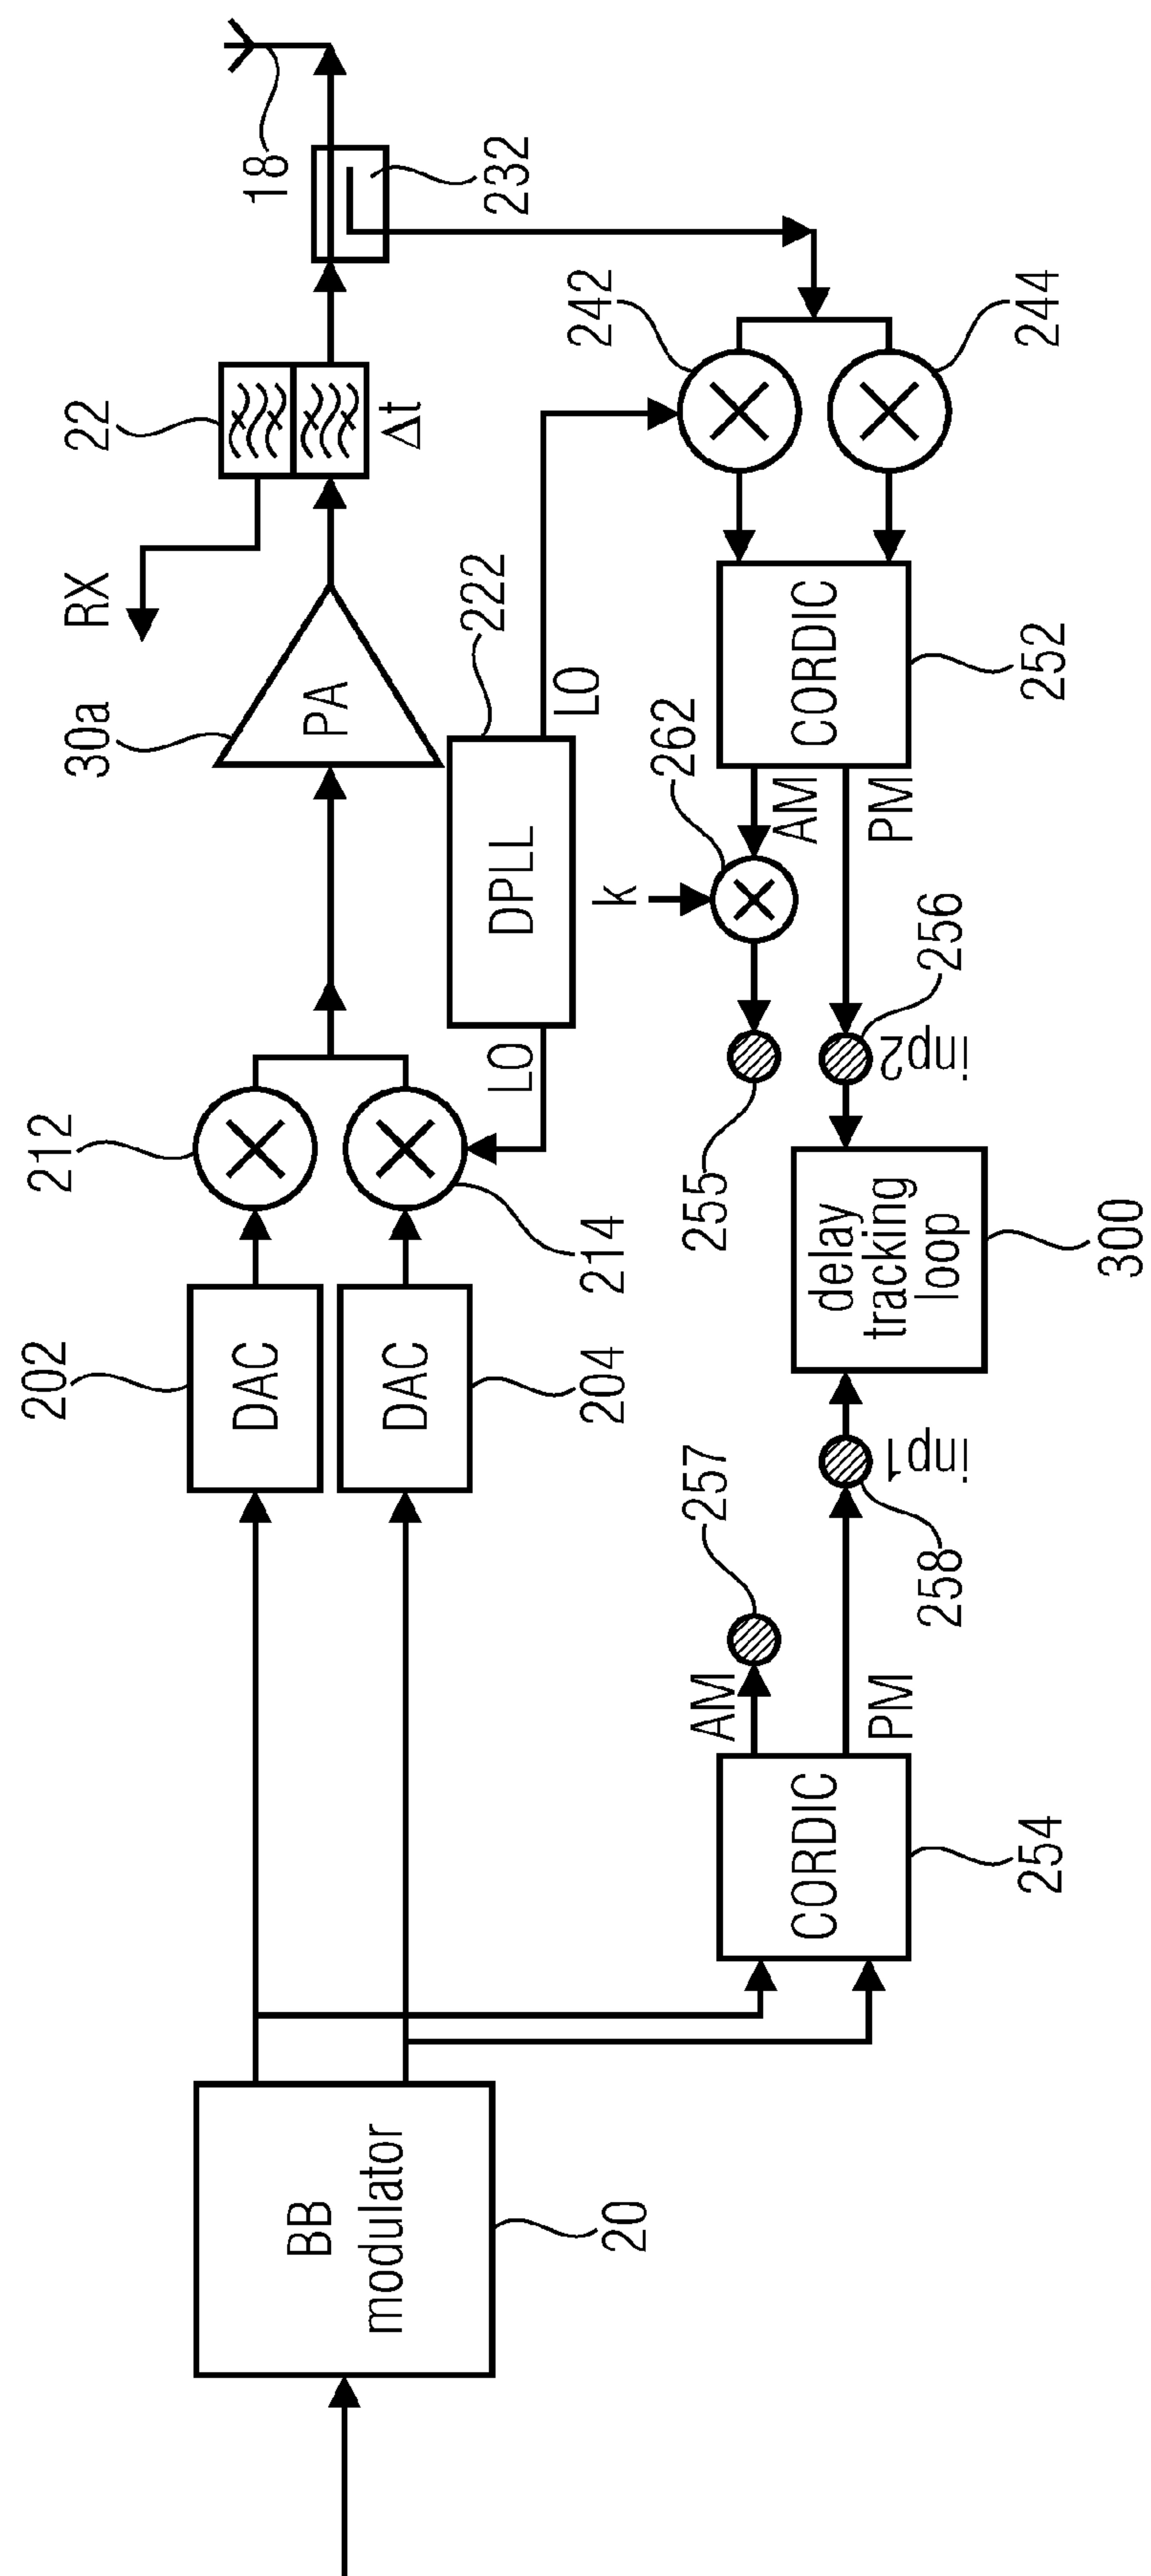 18
232
22
Δt
RX
30a
PA
222
DPLL
LO
LO
242
244
212
214
202
DAC
204
DAC
CORDIC
252
262
k
AM
PM
255
256
inp2
delay
tracking
loop
300
257
258
inp1
AM
PM
CORDIC
254
BB
modulator
20